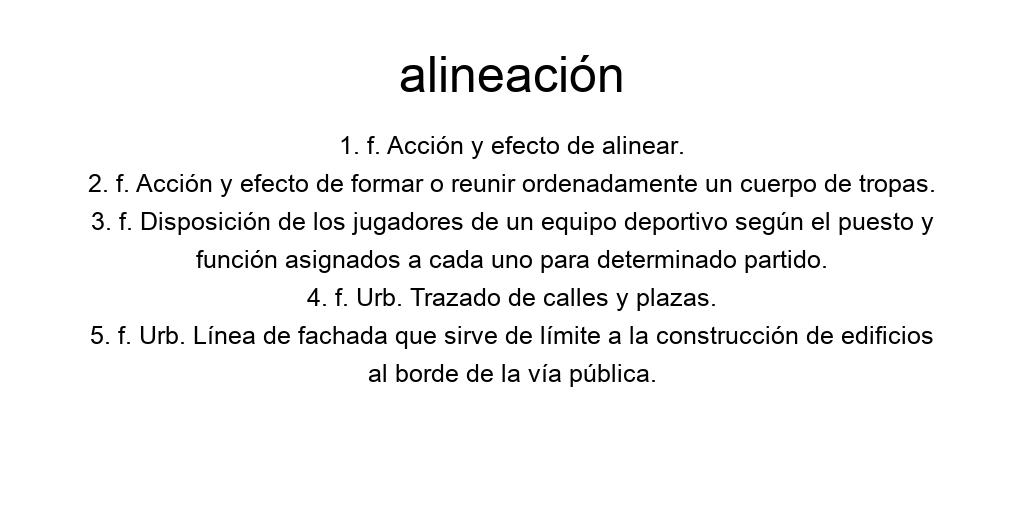 alineación
1. f. Acción y efecto de alinear.
2. f. Acción y efecto de formar o reunir ordenadamente un cuerpo de tropas.
3. f. Disposición de los jugadores de un equipo deportivo según el puesto y
función asignados a cada uno para determinado partido.
4. f. Urb. Trazado de calles y plazas.
5. f. Urb. Línea de fachada que sirve de límite a la construcción de edificios
al borde de la vía pública.